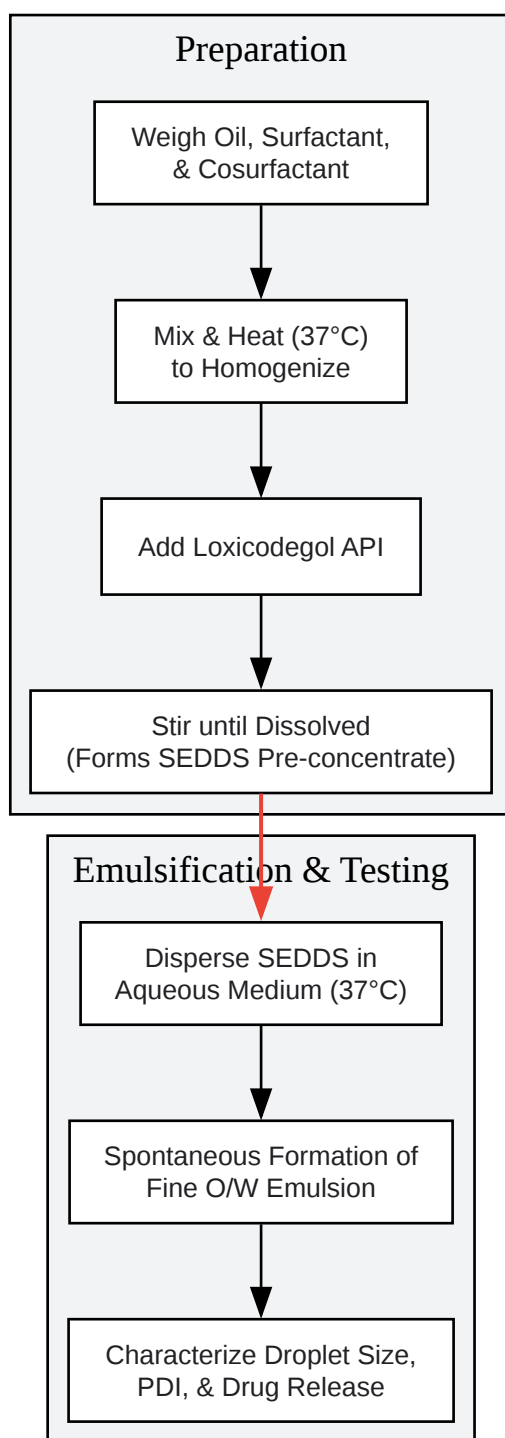 Preparation
Weigh Oil, Surfactant,
& Cosurfactant
Mix & Heat (37°C)
to Homogenize
Add Loxicodegol API
Stir until Dissolved
(Forms SEDDS Pre-concentrate)
Emulsification & Testing
Disperse SEDDS in
Aqueous Medium (37°C)
Spontaneous Formation of
Fine O/W Emulsion
Characterize Droplet Size,
PDI, & Drug Release